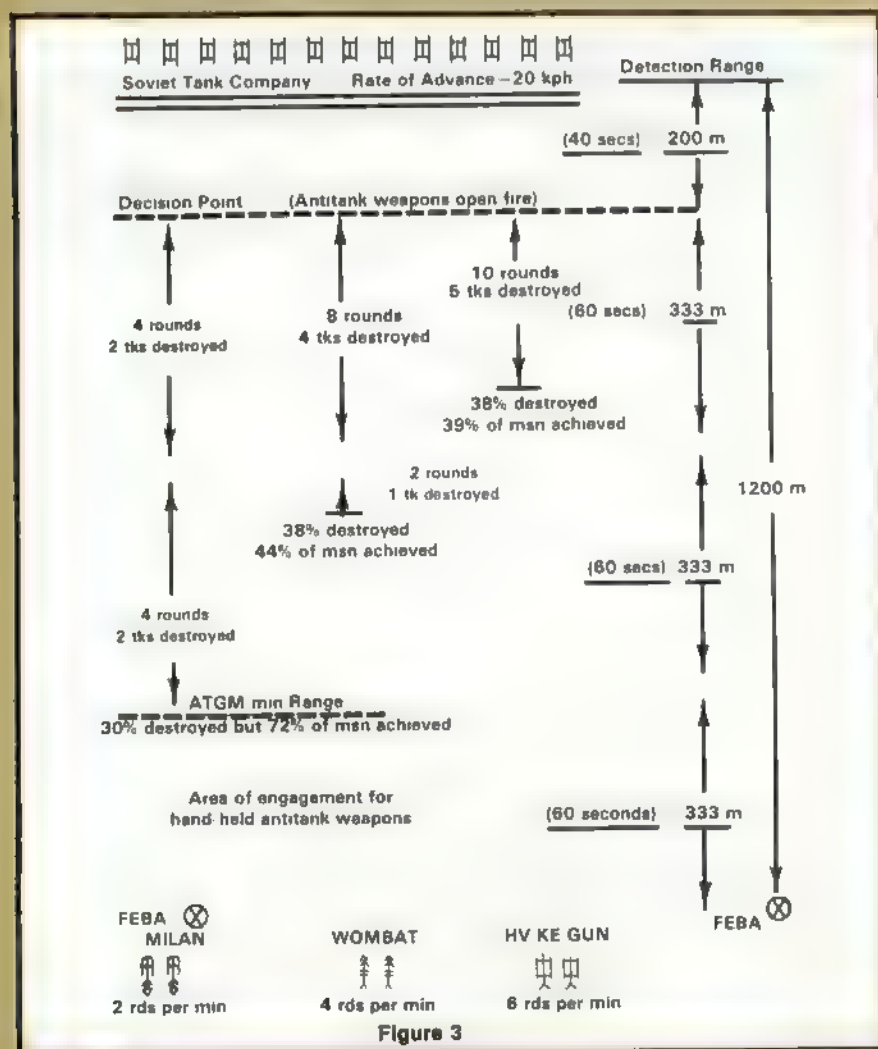 Soviet Tank Company Rate of Advance – 20 kph
Detection Range
(40 secs) 200 m
Decision Point (Antitank weapons open fire)
4 rounds
2 tks destroyed
8 rounds
4 tks destroyed
10 rounds
5 tks destroyed
(60 secs) 333 m
38% destroyed
39% of msn achieved
2 rounds
1 tk destroyed
38% destroyed
44% of msn achieved
1200 m
(60 secs) 333 m
4 rounds
2 tks destroyed
ATGM min Range
30% destroyed but 72% of msn achieved
Area of engagement for
hand-held antitank weapons
(60 seconds) 333 m
FEBA
FEBA
MILAN
2 rds per min
WOMBAT
4 rds per min
HV KE GUN
6 rds per min
Figure 3